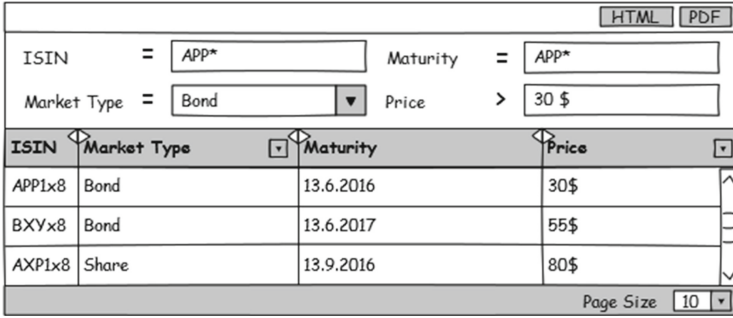 HTML PDF
ISIN = APP* Maturity = APP*
Market Type = Bond Price > 30 $
ISIN Market Type Maturity Price
APP1x8 Bond 13.6.2016 30$
BXYx8 Bond 13.6.2017 55$
AXP1x8 Share 13.9.2016 80$
Page Size 10